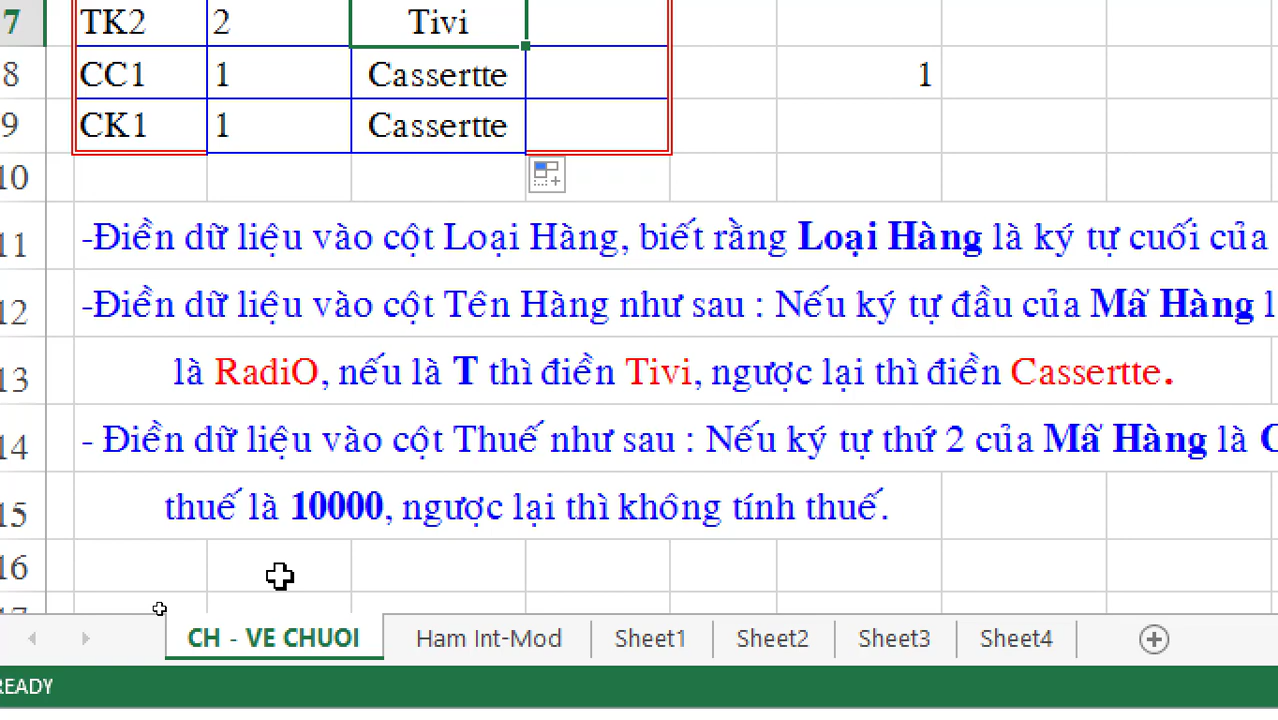 7 TK2 2 Tivi
8 CC1 1 Cassertte 1
9 CK1 1 Cassertte
10
11 -Điền dữ liệu vào cột Loại Hàng, biết rằng Loại Hàng là ký tự cuối của
12 -Điền dữ liệu vào cột Tên Hàng như sau : Nếu ký tự đầu của Mã Hàng l
13 là RadiO, nếu là T thì điền Tivi, ngược lại thì điền Cassertte.
14 - Điền dữ liệu vào cột Thuế như sau : Nếu ký tự thứ 2 của Mã Hàng là C
15 thuế là 10000, ngược lại thì không tính thuế.
16
CH - VE CHUOI Ham Int-Mod Sheet1 Sheet2 Sheet3 Sheet4
READY